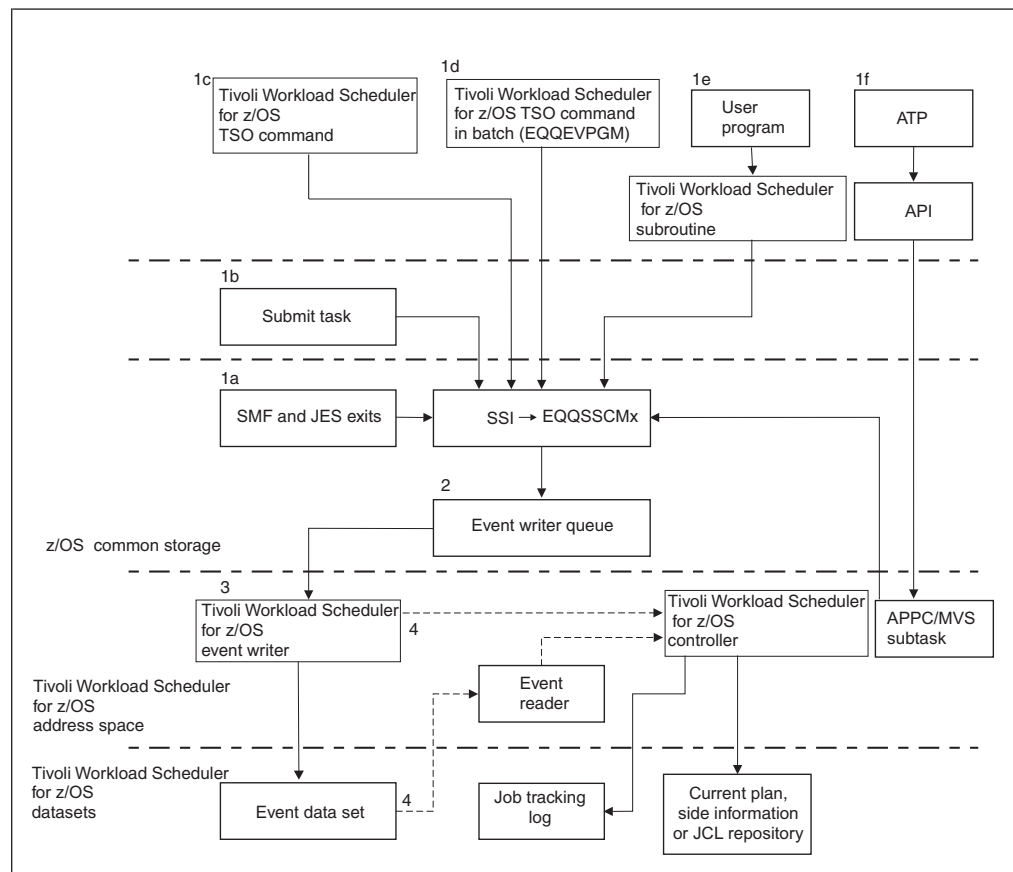 1c
Tivoli Workload Scheduler
for z/OS
TSO command
1d
Tivoli Workload Scheduler
for z/OS TSO command
in batch (EQQEVPGM)
1e
User
program
1f
ATP
Tivoli Workload Scheduler
for z/OS
subroutine
API
1b
Submit task
1a
SMF and JES exits
SSI → EQQSSCMx
2
Event writer queue
z/OS common storage
3
Tivoli Workload Scheduler
for z/OS
event writer
4
Tivoli Workload Scheduler
for z/OS
controller
APPC/MVS
subtask
Event
reader
Tivoli Workload Scheduler
for z/OS
address space
Tivoli Workload Scheduler
for z/OS
datasets
Event data set
4
Job tracking
log
Current plan,
side information
or JCL repository